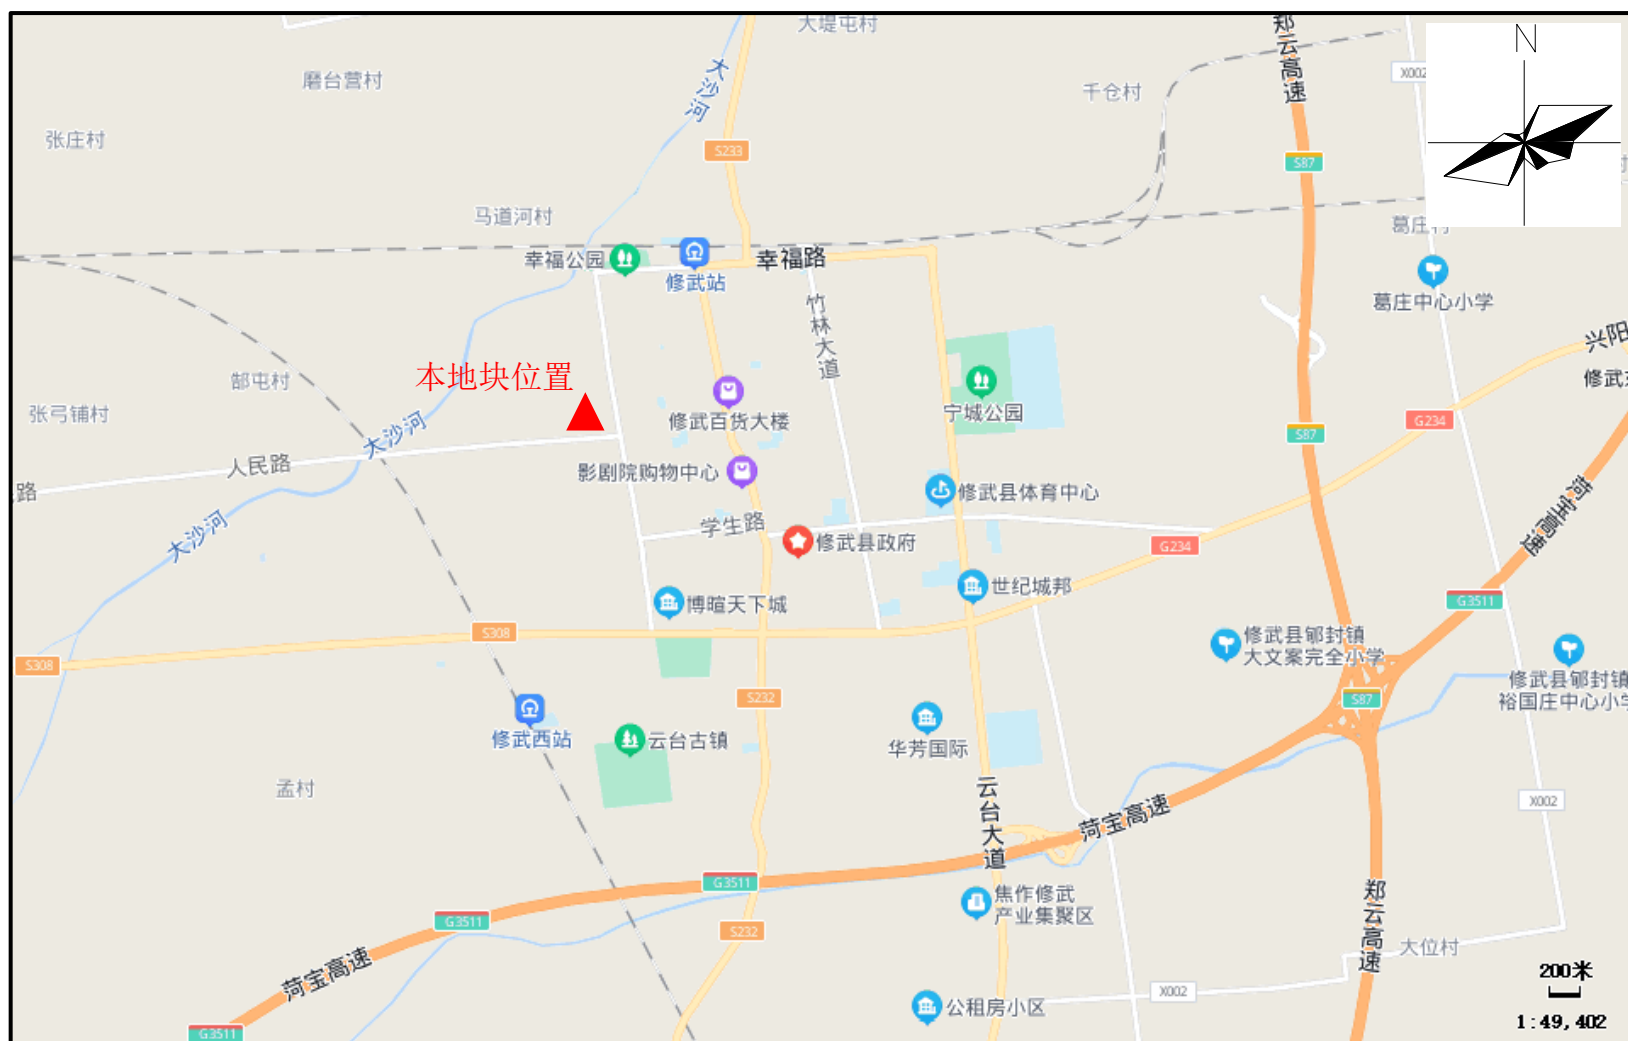 大堤屯村
郑云高速
N
大沙河
磨台营村
千仓村
X002
张庄村
S233
S87
马道河村
葛庄村
幸福公园
修武站
幸福路
竹林大道
葛庄中心小学
兴阳
本地块位置
郜屯村
修武
张弓铺村
修武百货大楼
宁城公园
G234
大沙河
S87
人民路
影剧院购物中心
路
修武县体育中心
菏宝高速
大沙河
学生路
修武县政府
G234
世纪城邦
博暄天下城
G3511
S308
修武县郇封镇
大文案完全小学
S308
修武县郇封镇
裕国庄中心小学
S232
S87
修武西站
云台古镇
华芳国际
孟村
云台大道
X002
菏宝高速
G3511
焦作修武
产业集聚区
郑云高速
G3511
S232
大位村
菏宝高速
200米
X002
公租房小区
1:49,402
G3511